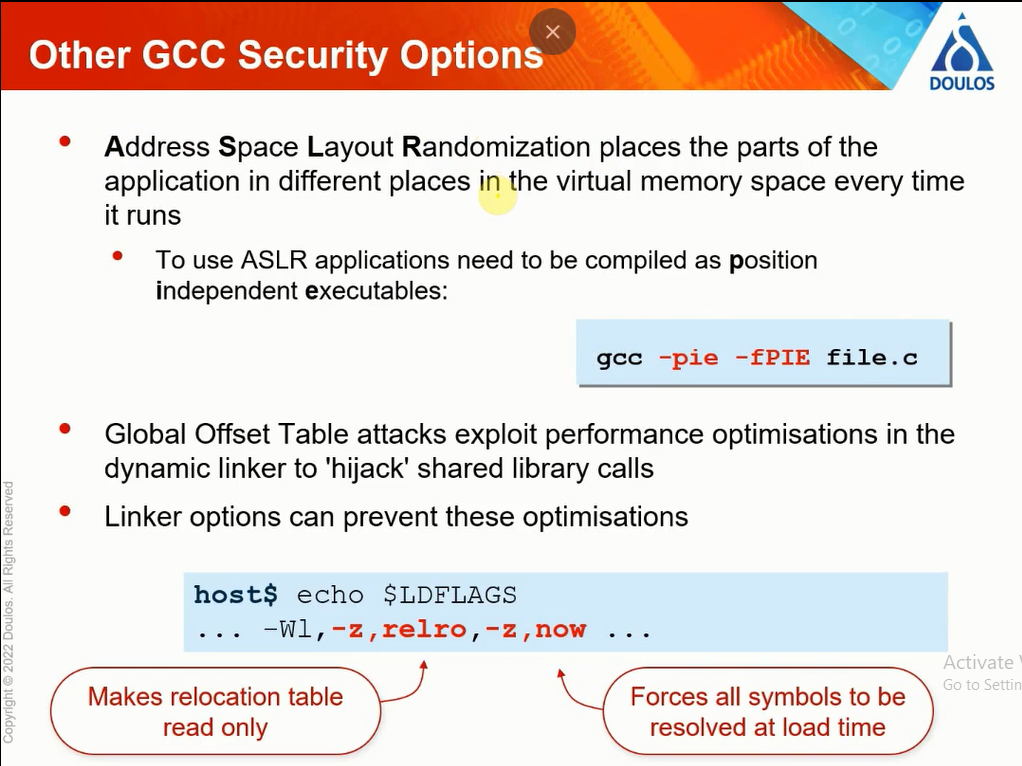 Other GCC Security Options
DOULOS
Address Space Layout Randomization places the parts of the
application in different places in the virtual memory space every time
it runs
To use ASLR applications need to be compiled as position
independent executables:
gcc -pie -fPIE file.c
Global Offset Table attacks exploit performance optimisations in the
dynamic linker to 'hijack' shared library calls
Linker options can prevent these optimisations
host$ echo $LDFLAGS
... -Wl,-z,relro,-z,now ...
Makes relocation table
read only
Forces all symbols to be
resolved at load time
Activate
Go to Settin
Copyright © 2022 Doulos. All Rights Reserved